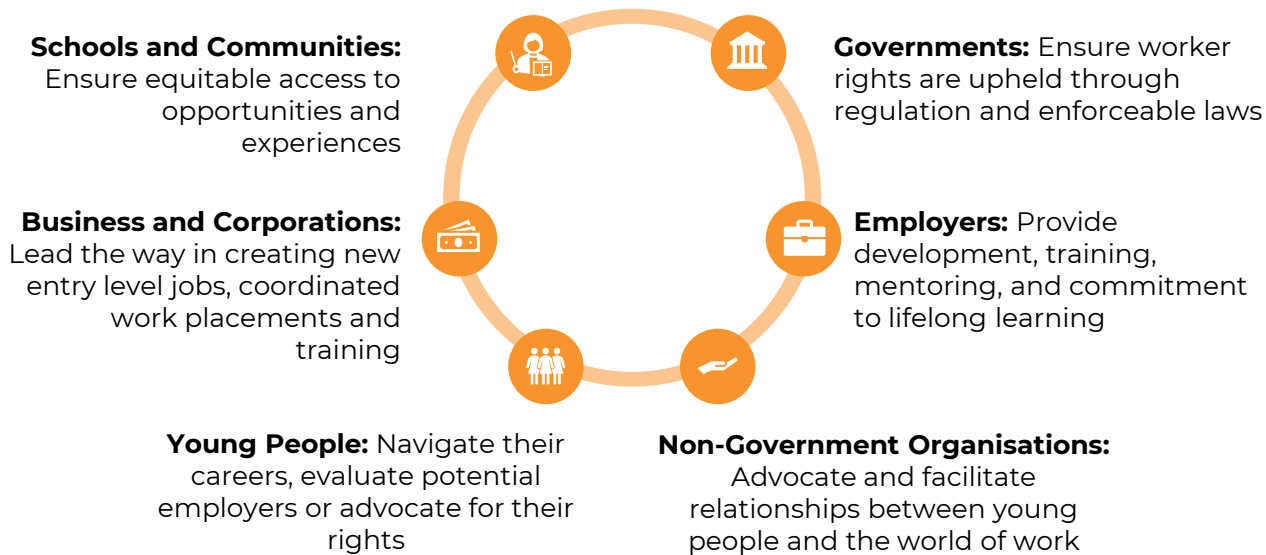 Schools and Communities:
Ensure equitable access to
opportunities and
experiences
Governments: Ensure worker
rights are upheld through
regulation and enforceable laws
Business and Corporations:
Lead the way in creating new
entry level jobs, coordinated
work placements and
training
Employers: Provide
development, training,
mentoring, and commitment
to lifelong learning
Young People: Navigate their
careers, evaluate potential
employers or advocate for their
rights
Non-Government Organisations:
Advocate and facilitate
relationships between young
people and the world of work